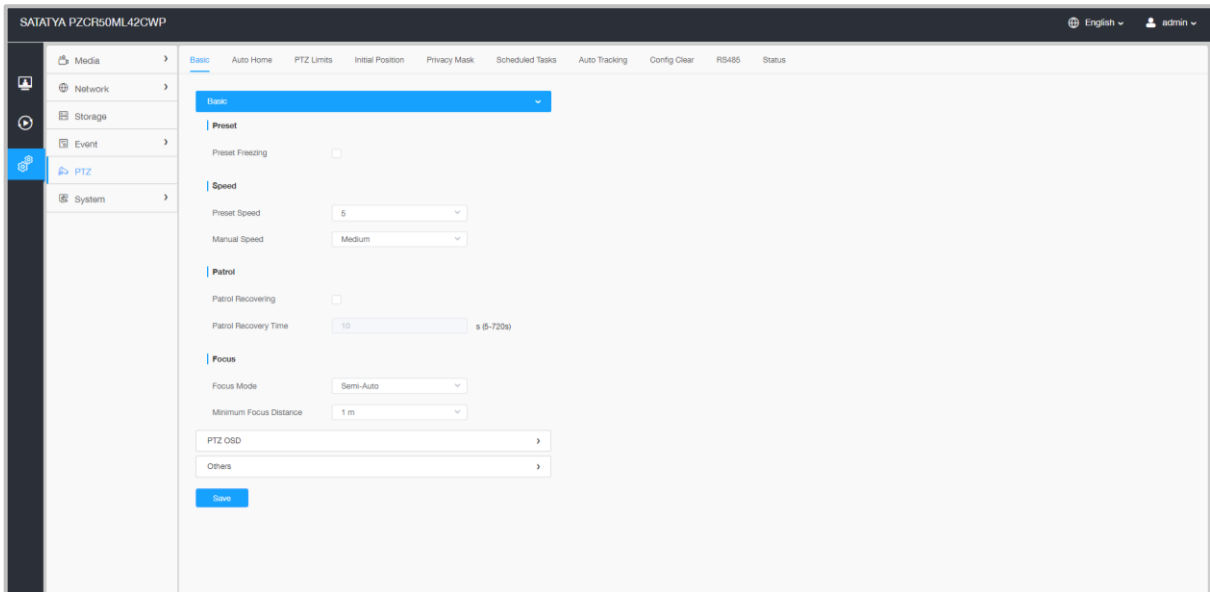 SATATYA PZCR50ML42CWP
English
admin
Media
Network
Storage
Event
PTZ
System
Basic Auto Home PTZ Limits Initial Position Privacy Mask Scheduled Tasks Auto Tracking Config Clear RS485 Status
Basic
Preset
Preset Freezing
Speed
Preset Speed 5
Manual Speed Medium
Patrol
Patrol Recovering
Patrol Recovery Time 10 s (5-720s)
Focus
Focus Mode Semi-Auto
Minimum Focus Distance 1 m
PTZ OSD
Others
Save